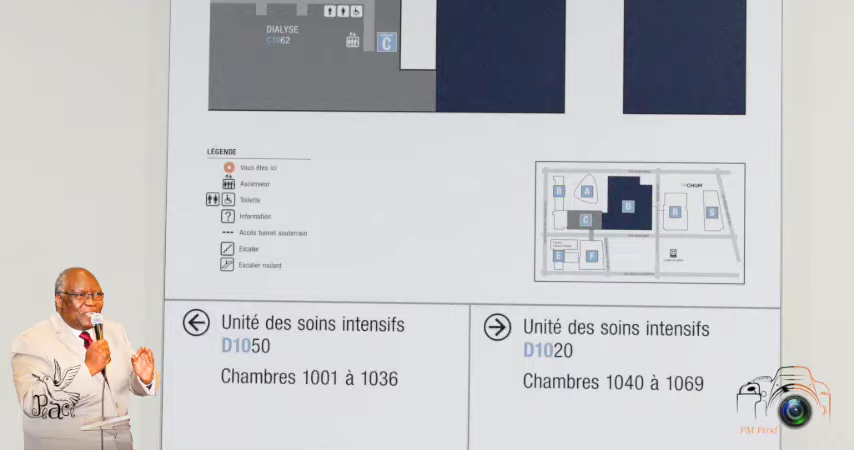 DIALYSE
C1062
C
LÉGENDE
Vous êtes ici
Ascenseur
Toilette
Information
Accès tunnel souterrain
Escalier
Escalier roulant
CHUM
B
A
D
C
R
S
E
F
Unité des soins intensifs
D1050
Chambres 1001 à 1036
Unité des soins intensifs
D1020
Chambres 1040 à 1069
Peace
PM Prod